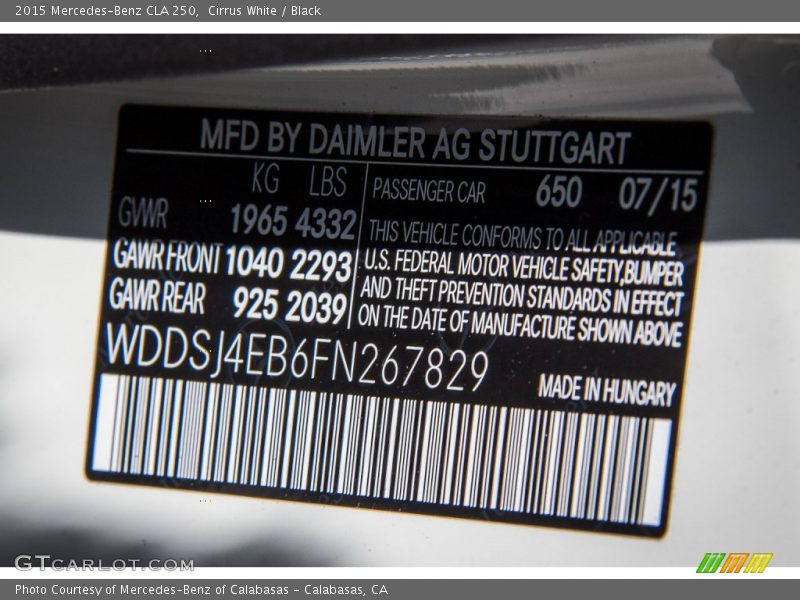 2015 Mercedes-Benz CLA 250,  Cirrus White / Black
MFD BY DAIMLER AG STUTTGART
KG LBS PASSENGER CAR 650 07/15
GVWR 1965 4332
GAWR FRONT 1040 2293
GAWR REAR 925 2039
THIS VEHICLE CONFORMS TO ALL APPLICABLE
U.S. FEDERAL MOTOR VEHICLE SAFETY,BUMPER
AND THEFT PREVENTION STANDARDS IN EFFECT
ON THE DATE OF MANUFACTURE SHOWN ABOVE
WDDSJ4EB6FN267829
MADE IN HUNGARY
GTCARLOT.COM
Photo Courtesy of Mercedes-Benz of Calabasas - Calabasas, CA